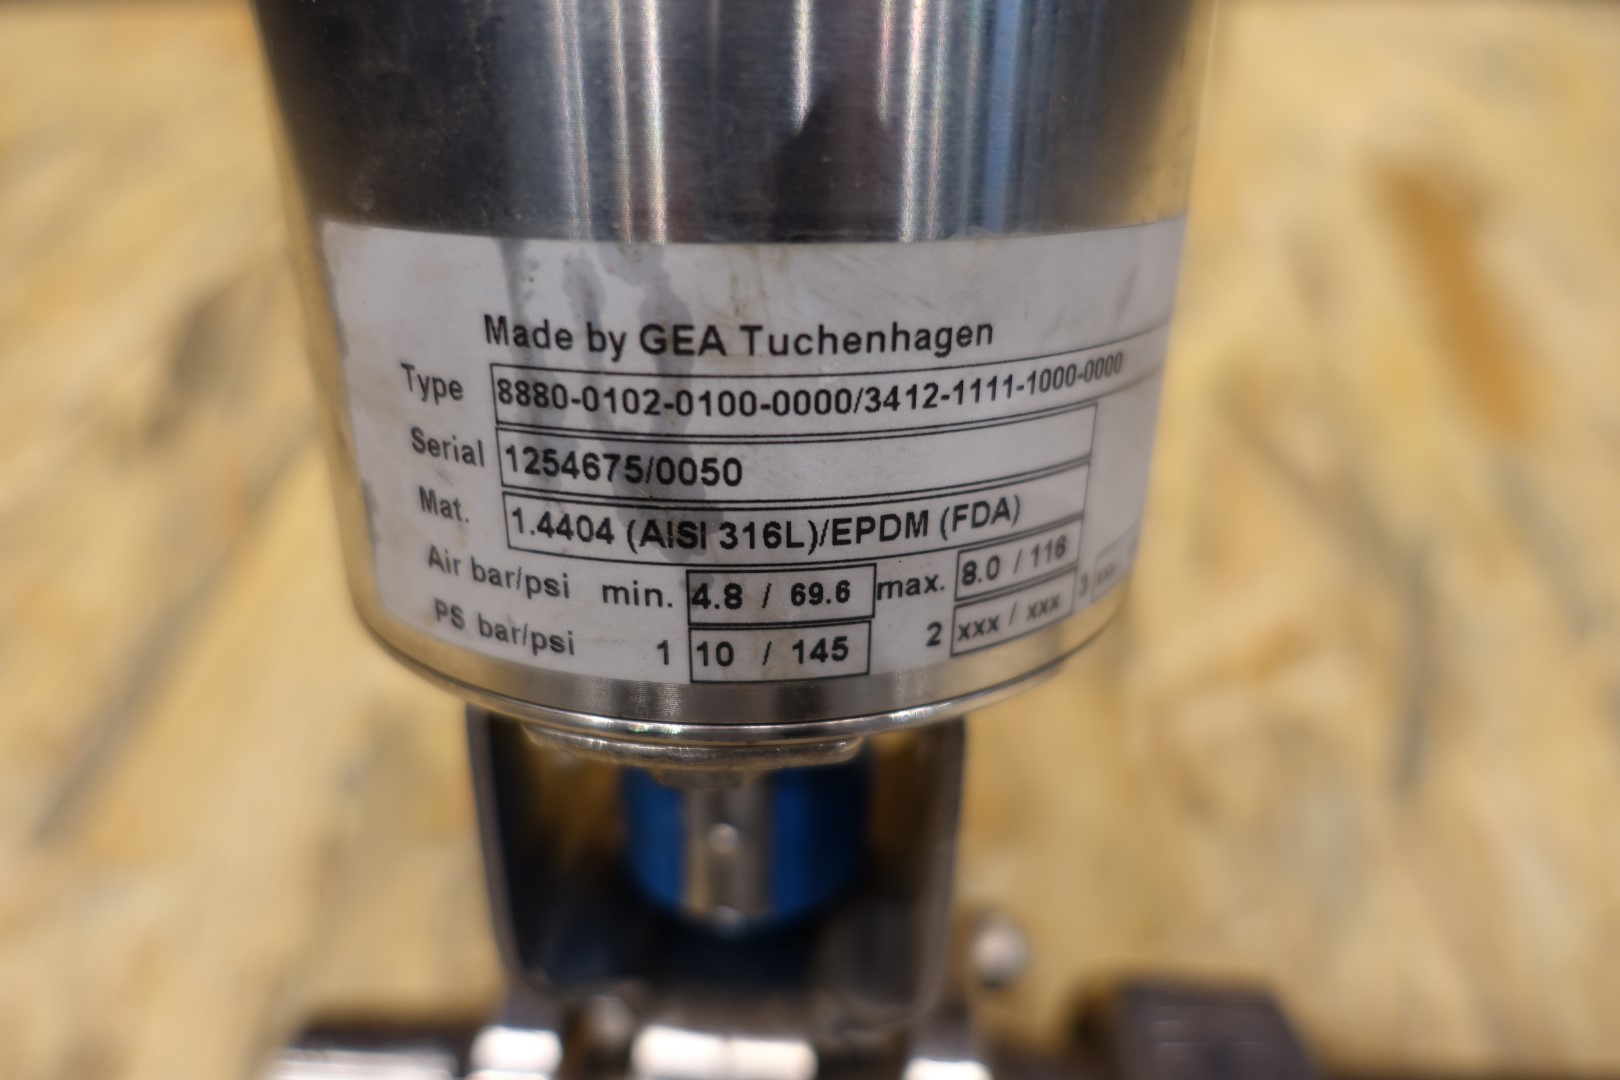 Made by GEA Tuchenhagen
Type 8880-0102-0100-0000/3412-1111-1000-0000
Serial 1254675/0050
Mat. 1.4404 (AISI 316L)/EPDM (FDA)
Air bar/psi min. 4.8 / 69.6 max. 8.0 / 116
PS bar/psi 1 10 / 145 2 xxx / xxx 3 xxx